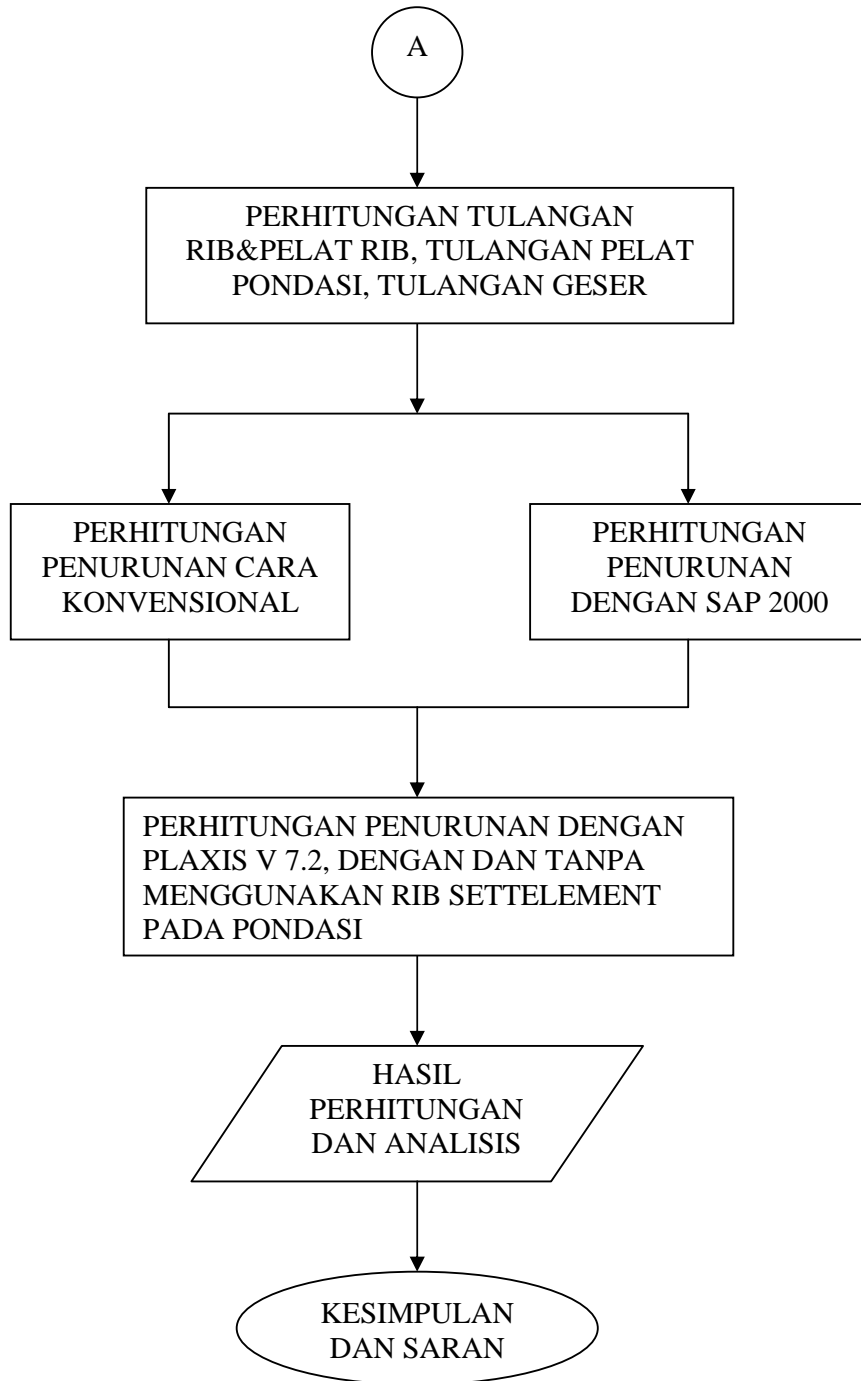 A
PERHITUNGAN TULANGAN
RIB&PELAT RIB, TULANGAN PELAT
PONDASI, TULANGAN GESER
PERHITUNGAN
PENURUNAN CARA
KONVENSIONAL
PERHITUNGAN
PENURUNAN
DENGAN SAP 2000
PERHITUNGAN PENURUNAN DENGAN
PLAXIS V 7.2, DENGAN DAN TANPA
MENGGUNAKAN RIB SETTELEMENT
PADA PONDASI
HASIL
PERHITUNGAN
DAN ANALISIS
KESIMPULAN
DAN SARAN